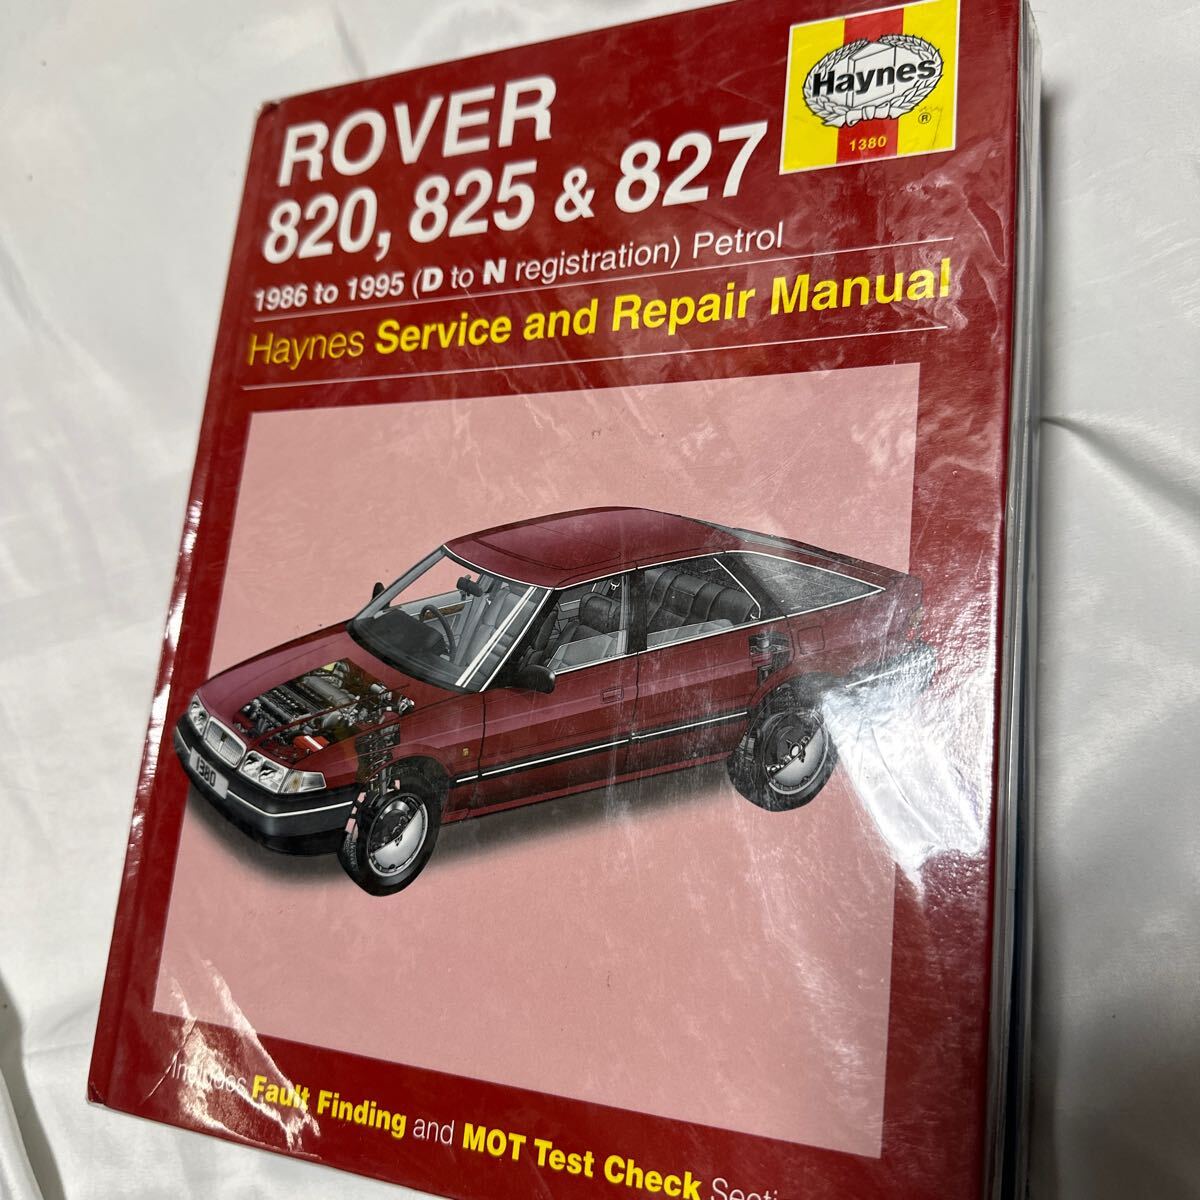 Haynes
®
1380
ROVER
820, 825 & 827
1986 to 1995 (D to N registration) Petrol
Haynes Service and Repair Manual
1380
Includes Fault Finding and MOT Test Check